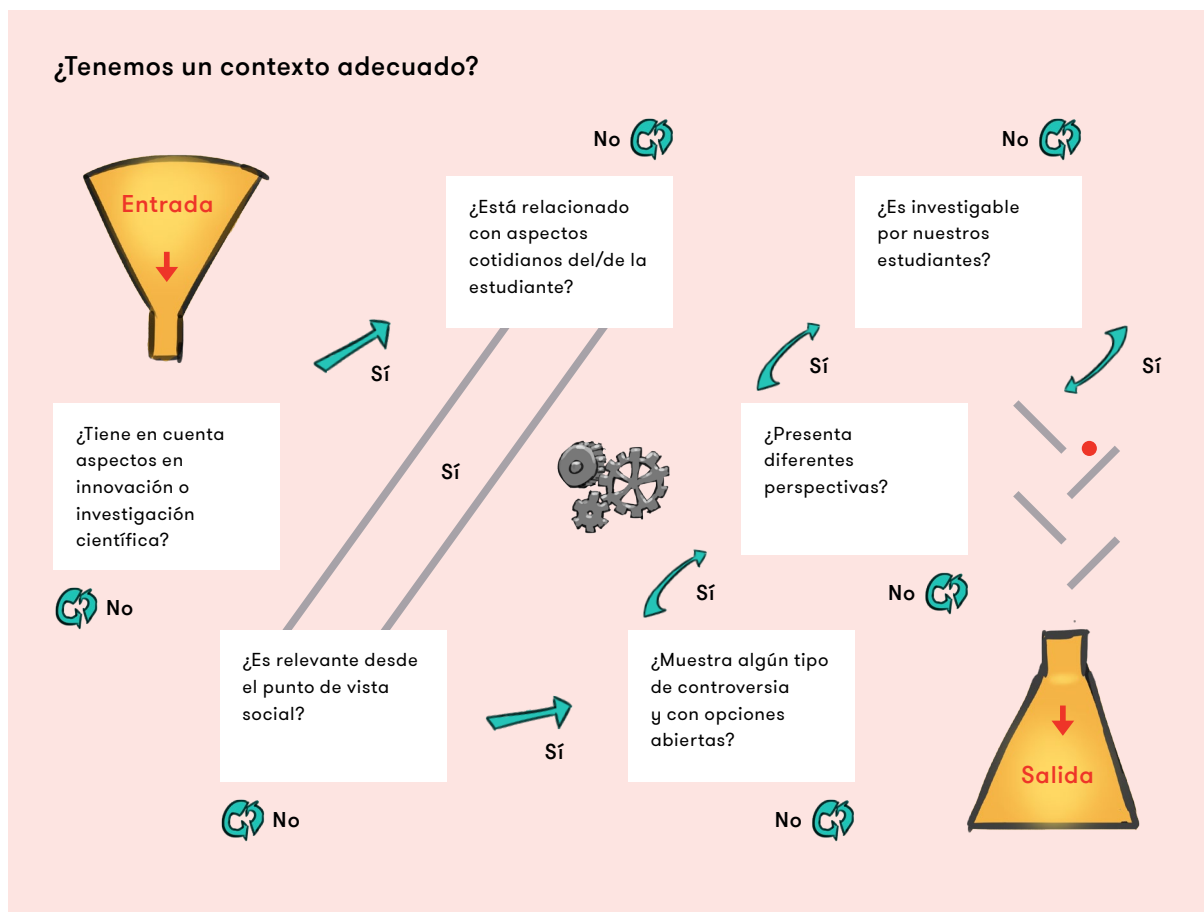 ¿Tenemos un contexto adecuado?
Entrada
¿Tiene en cuenta
aspectos en
innovación o
investigación
científica?
No
Sí
No
¿Está relacionado
con aspectos
cotidianos del/de la
estudiante?
Sí
¿Es relevante desde
el punto de vista
social?
No
Sí
¿Muestra algún tipo
de controversia
y con opciones
abiertas?
No
Sí
¿Presenta
diferentes
perspectivas?
No
Sí
No
¿Es investigable
por nuestros
estudiantes?
Sí
Salida